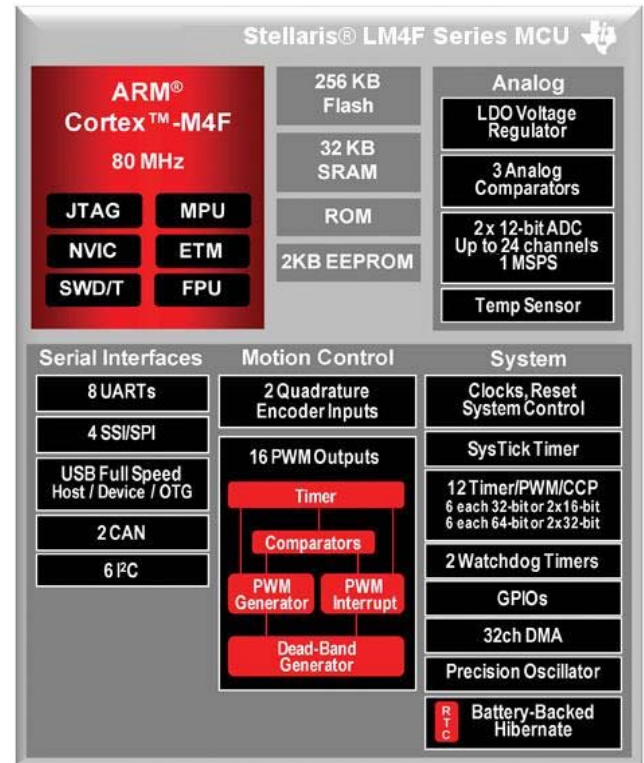 Stellaris® LM4F Series MCU
ARM®
Cortex™-M4F
80 MHz
JTAG
MPU
NVIC
ETM
SWD/T
FPU
256 KB
Flash
32 KB
SRAM
ROM
2KB EEPROM
Analog
LDO Voltage
Regulator
3 Analog
Comparators
2 x 12-bit ADC
Up to 24 channels
1 MSPS
Temp Sensor
Serial Interfaces
8 UARTs
4 SSI/SPI
USB Full Speed
Host / Device / OTG
2 CAN
6 I²C
Motion Control
2 Quadrature
Encoder Inputs
16 PWM Outputs
Timer
Comparators
PWM
Generator
PWM
Interrupt
Dead-Band
Generator
System
Clocks, Reset
System Control
SysTick Timer
12 Timer/PWM/CCP
6 each 32-bit or 2x16-bit
6 each 64-bit or 2x32-bit
2 Watchdog Timers
GPIOs
32ch DMA
Precision Oscillator
RTC
Battery-Backed
Hibernate